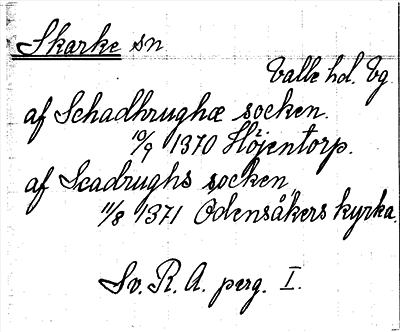 Skarke sn
Valle hd. Vg.
af Schadhrughæ socken.
10/9 1370 Höjentorp.
af Scadrughs socken
11/8 1371 Odensåkers kyrka.
Sv. R. A. perg. I.